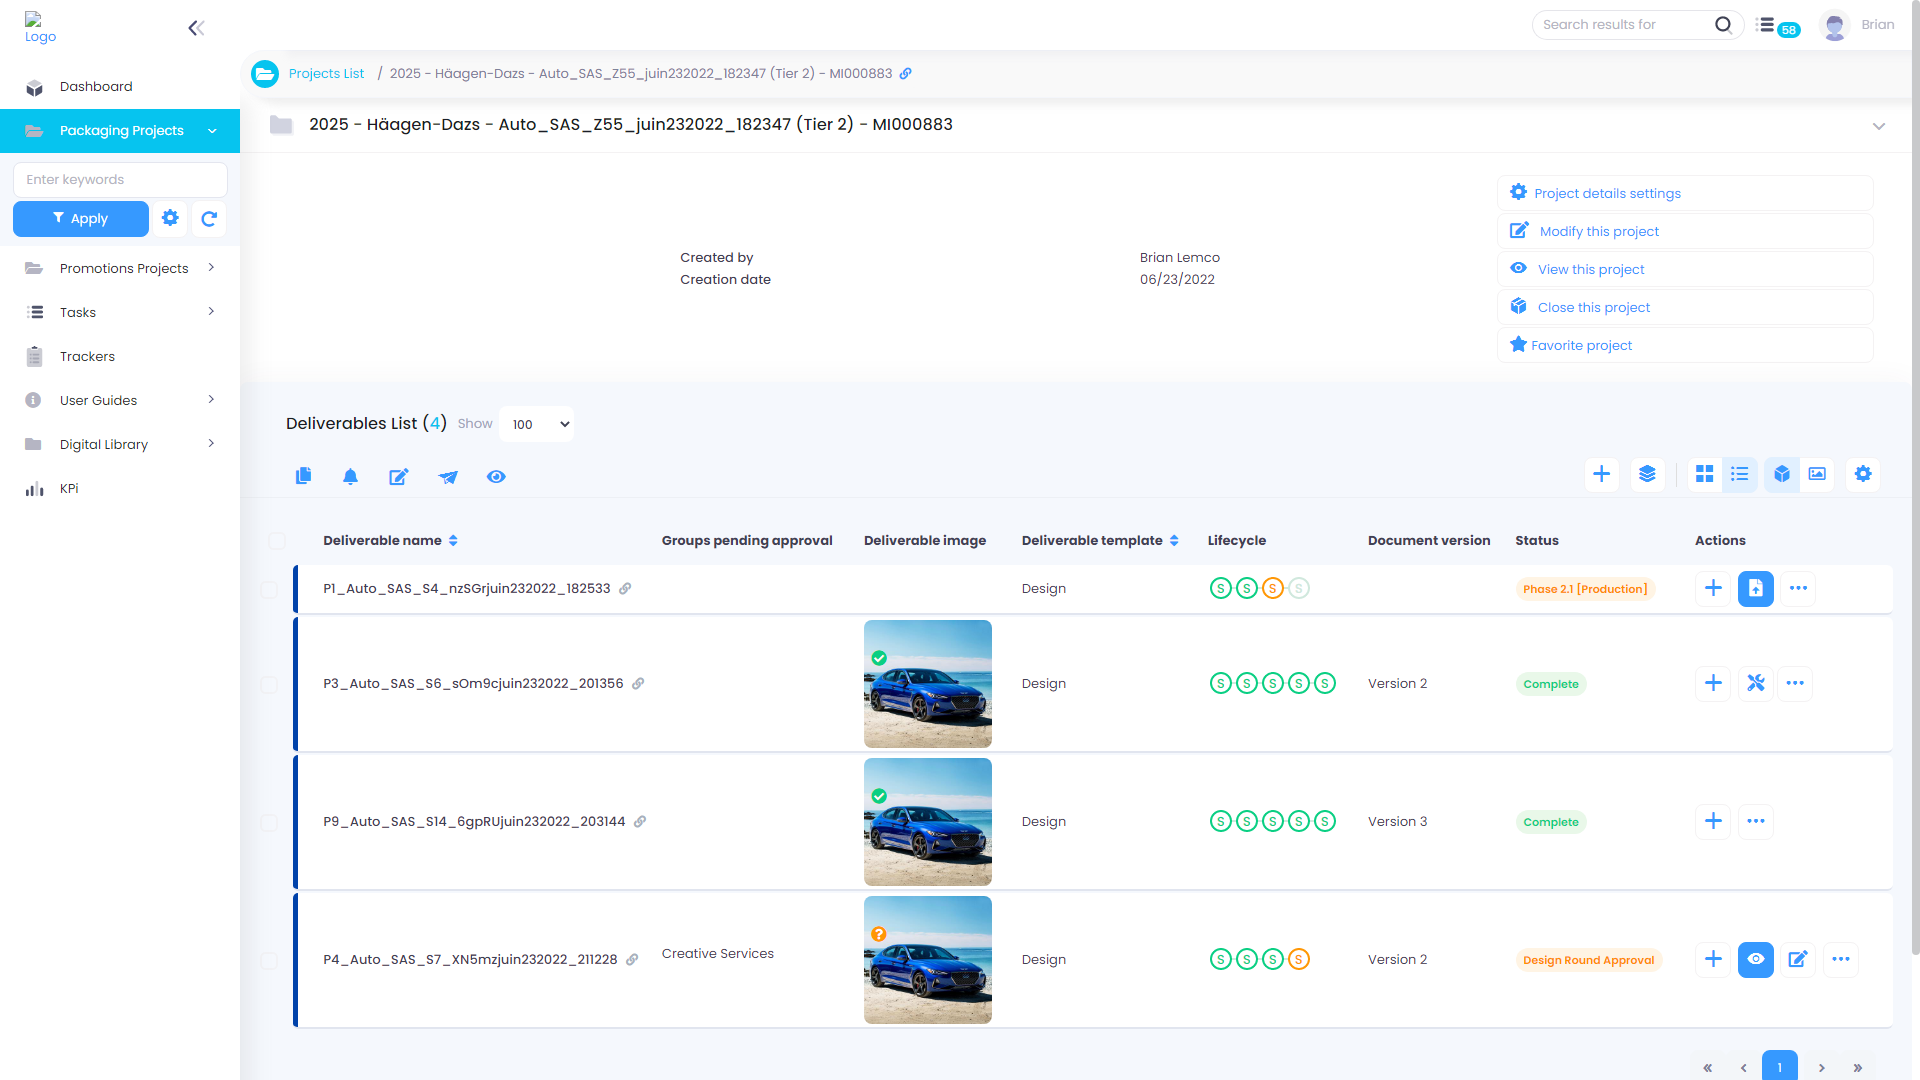 Logo
Search results for
58
Brian
Dashboard
Packaging Projects
Enter keywords
Apply
Promotions Projects
Tasks
Trackers
User Guides
Digital Library
KPi
Projects List / 2025 - Häagen-Dazs - Auto_SAS_Z55_juin232022_182347 (Tier 2) - MI000883
2025 - Häagen-Dazs - Auto_SAS_Z55_juin232022_182347 (Tier 2) - MI000883
Created by Brian Lemco
Creation date 06/23/2022
Project details settings
Modify this project
View this project
Close this project
Favorite project
Deliverables List (4) Show 100
Deliverable name Groups pending approval Deliverable image Deliverable template Lifecycle Document version Status Actions
P1_Auto_SAS_S4_nzSGrjuin232022_182533 Design S S S S Phase 2.1 [Production]
P3_Auto_SAS_S6_sOm9cjuin232022_201356 Design S S S S S Version 2 Complete
P9_Auto_SAS_S14_6gpRUjuin232022_203144 Design S S S S S Version 3 Complete
P4_Auto_SAS_S7_XN5mzjuin232022_211228 Creative Services Design S S S S Version 2 Design Round Approval
« ‹ 1 › »